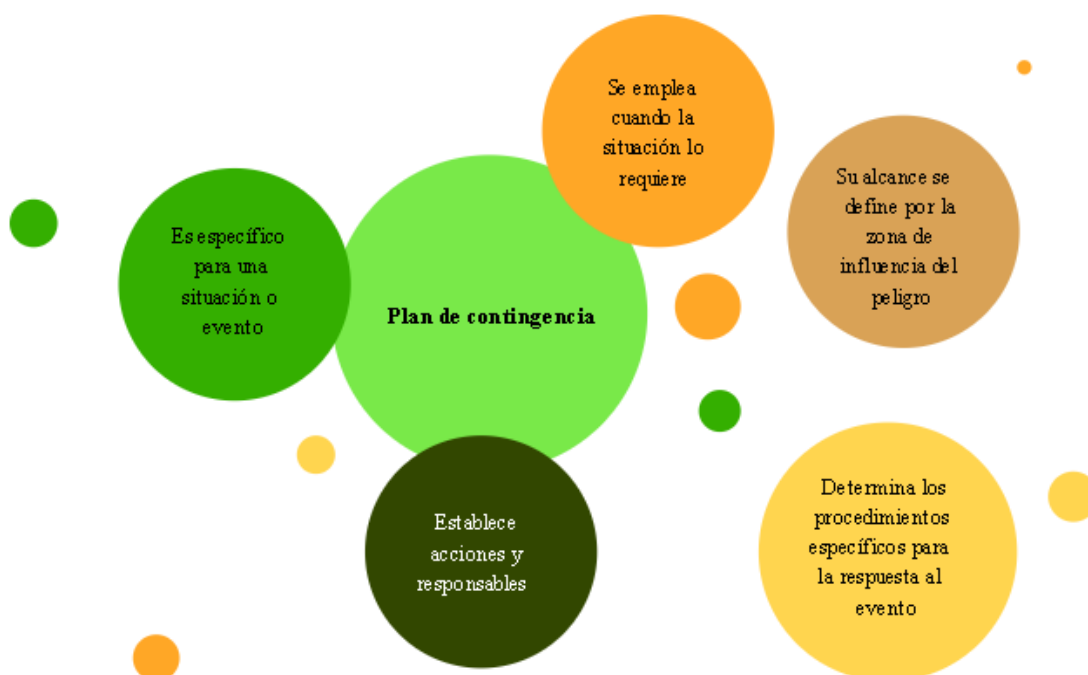 Se emplea
cuando la
situación lo
requiere
Su alcance se
define por la
zona de
influencia del
peligro
Es específico
para una
situación o
evento
Plan de contingencia
Establece
acciones y
responsables
Determina los
procedimientos
específicos para
la respuesta al
evento